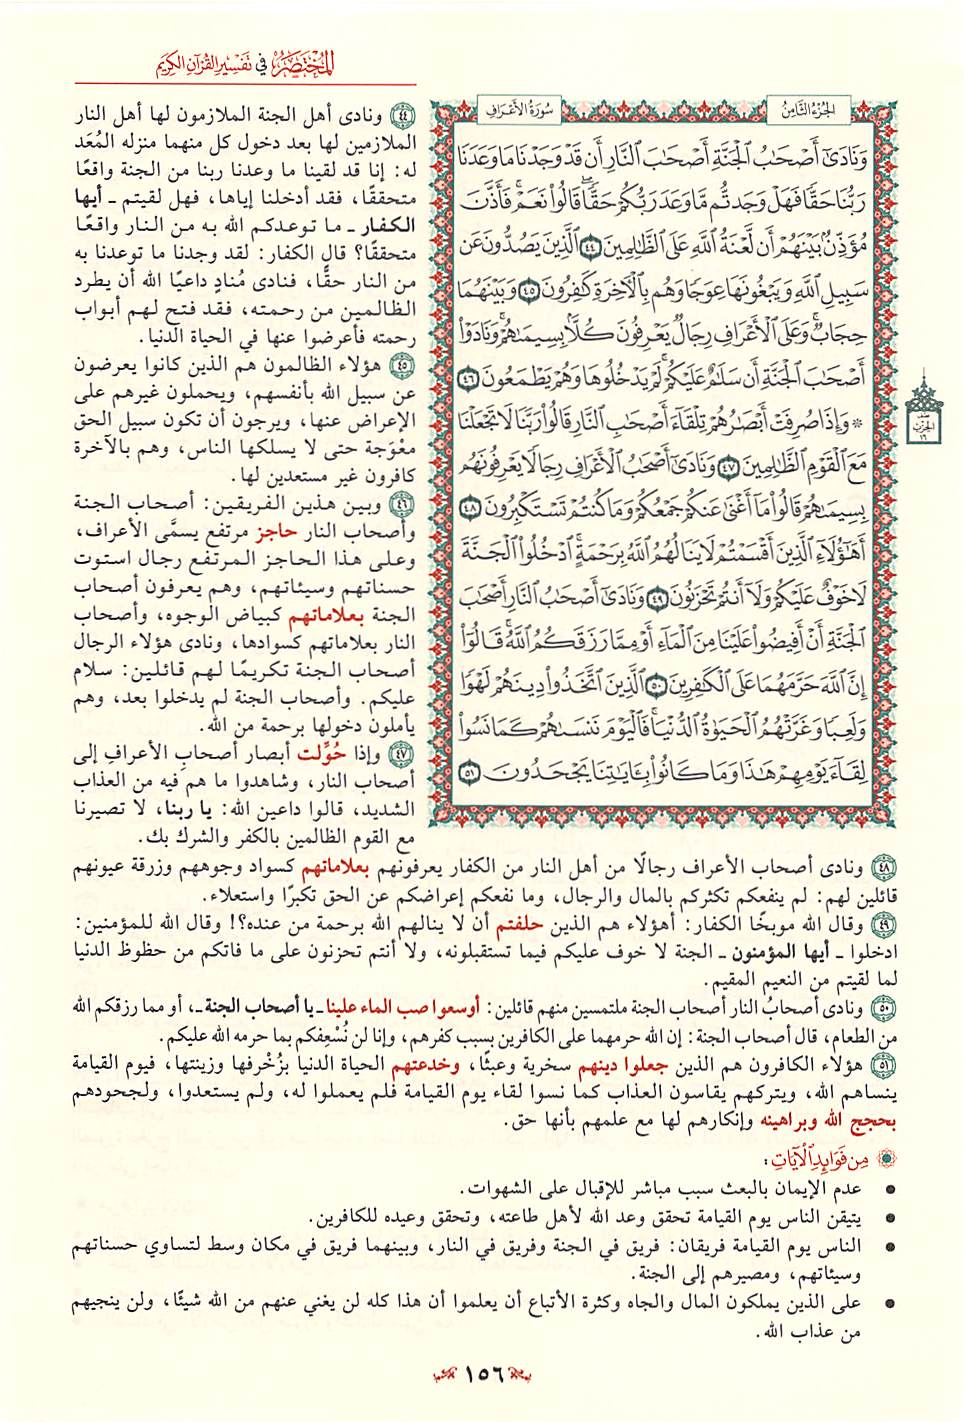 المختصر في تفسير القرآن الكريم
الجزء الثامن
سورة الأعراف
وَنَادَىٰٓ أَصْحَٰبُ ٱلْجَنَّةِ أَصْحَٰبَ ٱلنَّارِ أَن قَدْ وَجَدْنَا مَا وَعَدَنَا
رَبُّنَا حَقًّا فَهَلْ وَجَدتُّم مَّا وَعَدَ رَبُّكُمْ حَقًّا ۖ قَالُوا۟ نَعَمْ ۚ فَأَذَّنَ
مُؤَذِّنٌۢ بَيْنَهُمْ أَن لَّعْنَةُ ٱللَّهِ عَلَى ٱلظَّٰلِمِينَ ٤٤ ٱلَّذِينَ يَصُدُّونَ عَن
سَبِيلِ ٱللَّهِ وَيَبْغُونَهَا عِوَجًا وَهُم بِٱلْءَاخِرَةِ كَٰفِرُونَ ٤٥ وَبَيْنَهُمَا
حِجَابٌ ۚ وَعَلَى ٱلْأَعْرَافِ رِجَالٌ يَعْرِفُونَ كُلًّۢا بِسِيمَىٰهُمْ ۚ وَنَادَوْا۟
أَصْحَٰبَ ٱلْجَنَّةِ أَن سَلَٰمٌ عَلَيْكُمْ ۚ لَمْ يَدْخُلُوهَا وَهُمْ يَطْمَعُونَ ٤٦
۞ وَإِذَا صُرِفَتْ أَبْصَٰرُهُمْ تِلْقَآءَ أَصْحَٰبِ ٱلنَّارِ قَالُوا۟ رَبَّنَا لَا تَجْعَلْنَا
مَعَ ٱلْقَوْمِ ٱلظَّٰلِمِينَ ٤٧ وَنَادَىٰٓ أَصْحَٰبُ ٱلْأَعْرَافِ رِجَالًا يَعْرِفُونَهُم
بِسِيمَىٰهُمْ قَالُوا۟ مَآ أَغْنَىٰ عَنكُمْ جَمْعُكُمْ وَمَا كُنتُمْ تَسْتَكْبِرُونَ ٤٨
أَهَٰٓؤُلَآءِ ٱلَّذِينَ أَقْسَمْتُمْ لَا يَنَالُهُمُ ٱللَّهُ بِرَحْمَةٍ ۚ ٱدْخُلُوا۟ ٱلْجَنَّةَ
لَا خَوْفٌ عَلَيْكُمْ وَلَآ أَنتُمْ تَحْزَنُونَ ٤٩ وَنَادَىٰٓ أَصْحَٰبُ ٱلنَّارِ أَصْحَٰبَ
ٱلْجَنَّةِ أَنْ أَفِيضُوا۟ عَلَيْنَا مِنَ ٱلْمَآءِ أَوْ مِمَّا رَزَقَكُمُ ٱللَّهُ ۚ قَالُوٓا۟
إِنَّ ٱللَّهَ حَرَّمَهُمَا عَلَى ٱلْكَٰفِرِينَ ٥٠ ٱلَّذِينَ ٱتَّخَذُوا۟ دِينَهُمْ لَهْوًا
وَلَعِبًا وَغَرَّتْهُمُ ٱلْحَيَوٰةُ ٱلدُّنْيَا ۚ فَٱلْيَوْمَ نَنسَىٰهُمْ كَمَا نَسُوا۟
لِقَآءَ يَوْمِهِمْ هَٰذَا وَمَا كَانُوا۟ بِـَٔايَٰتِنَا يَجْحَدُونَ ٥١
نصف
الحزب
١٦
٤٤ ونادى أهل الجنة الملازمون لها أهل النار
الملازمين لها بعد دخول كل منهما منزله المُعَد
له: إنا قد لقينا ما وعدنا ربنا من الجنة واقعًا
متحققًا، فقد أدخلنا إياها، فهل لقيتم ـ أيها
الكفار ـ ما توعدكم الله به من النار واقعًا
متحققًا؟ قال الكفار: لقد وجدنا ما توعدنا به
من النار حقًّا، فنادى مُنادٍ داعيًا الله أن يطرد
الظالمين من رحمته، فقد فتح لهم أبواب
رحمته فأعرضوا عنها في الحياة الدنيا.
٤٥ هؤلاء الظالمون هم الذين كانوا يعرضون
عن سبيل الله بأنفسهم، ويحملون غيرهم على
الإعراض عنها، ويرجون أن تكون سبيل الحق
معْوَجة حتى لا يسلكها الناس، وهم بالآخرة
كافرون غير مستعدين لها.
٤٦ وبين هذين الفريقين: أصحاب الجنة
وأصحاب النار حاجز مرتفع يسمَّى الأعراف،
وعلى هذا الحاجز المرتفع رجال استوت
حسناتهم وسيئاتهم، وهم يعرفون أصحاب
الجنة بعلاماتهم كبياض الوجوه، وأصحاب
النار بعلاماتهم كسوادها، ونادى هؤلاء الرجال
أصحاب الجنة تكريمًا لهم قائلين: سلام
عليكم. وأصحاب الجنة لم يدخلوا بعد، وهم
يأملون دخولها برحمة من الله.
٤٧ وإذا حُوِّلت أبصار أصحاب الأعراف إلى
أصحاب النار، وشاهدوا ما هم فيه من العذاب
الشديد، قالوا داعين الله: يا ربنا، لا تصيرنا
مع القوم الظالمين بالكفر والشرك بك.
٤٨ ونادى أصحاب الأعراف رجالًا من أهل النار من الكفار يعرفونهم بعلاماتهم كسواد وجوههم وزرقة عيونهم
قائلين لهم: لم ينفعكم تكثركم بالمال والرجال، وما نفعكم إعراضكم عن الحق تكبرًا واستعلاء.
٤٩ وقال الله موبخًا الكفار: أهؤلاء هم الذين حلفتم أن لا ينالهم الله برحمة من عنده؟! وقال الله للمؤمنين:
ادخلوا ـ أيها المؤمنون ـ الجنة لا خوف عليكم فيما تستقبلونه، ولا أنتم تحزنون على ما فاتكم من حظوظ الدنيا
لما لقيتم من النعيم المقيم.
٥٠ ونادى أصحابُ النار أصحاب الجنة ملتمسين منهم قائلين: أوسعوا صب الماء علينا ـ يا أصحاب الجنة ـ، أو مما رزقكم الله
من الطعام، قال أصحاب الجنة: إن الله حرمهما على الكافرين بسبب كفرهم، وإنا لن نُسْعِفكم بما حرمه الله عليكم.
٥١ هؤلاء الكافرون هم الذين جعلوا دينهم سخرية وعبثًا، وخدعتهم الحياة الدنيا بزُخْرفها وزينتها، فيوم القيامة
ينساهم الله، ويتركهم يقاسون العذاب كما نسوا لقاء يوم القيامة فلم يعملوا له، ولم يستعدوا، ولجحودهم
بحجج الله وبراهينه وإنكارهم لها مع علمهم بأنها حق.
من فوائد الآيات:
• عدم الإيمان بالبعث سبب مباشر للإقبال على الشهوات.
• يتيقن الناس يوم القيامة تحقق وعد الله لأهل طاعته، وتحقق وعيده للكافرين.
• الناس يوم القيامة فريقان: فريق في الجنة وفريق في النار، وبينهما فريق في مكان وسط لتساوي حسناتهم
وسيئاتهم، ومصيرهم إلى الجنة.
• على الذين يملكون المال والجاه وكثرة الأتباع أن يعلموا أن هذا كله لن يغني عنهم من الله شيئًا، ولن ينجيهم
من عذاب الله.
١٥٦